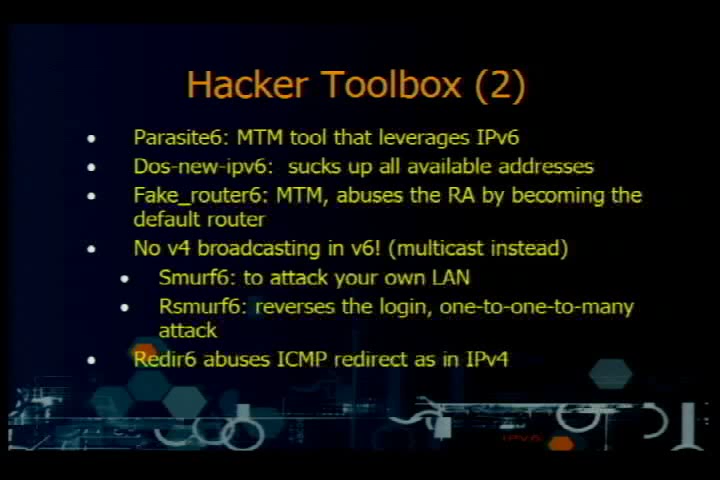 Hacker Toolbox (2)
Parasite6: MTM tool that leverages IPv6
Dos-new-ipv6: sucks up all available addresses
Fake_router6: MTM, abuses the RA by becoming the
default router
No v4 broadcasting in v6! (multicast instead)
Smurf6: to attack your own LAN
Rsmurf6: reverses the login, one-to-one-to-many
attack
Redir6 abuses ICMP redirect as in IPv4
IPV6